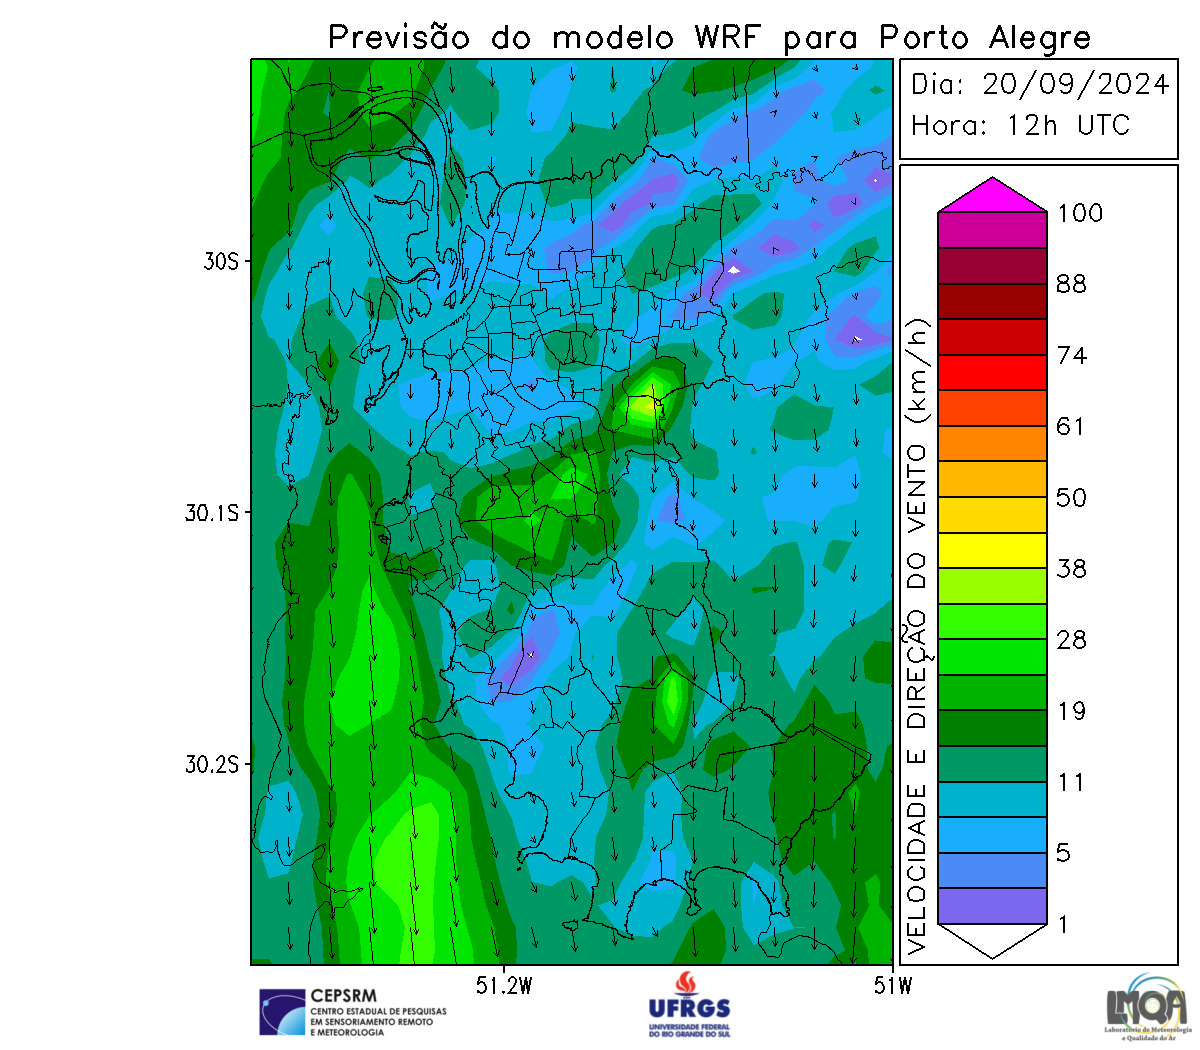 Previsão do modelo WRF para Porto Alegre
Dia: 20/09/2024
Hora: 12h UTC
30S
30.1S
30.2S
51.2W
51W
VELOCIDADE E DIREÇÃO DO VENTO (km/h)
100
88
74
61
50
38
28
19
11
5
1
CEPSRM
CENTRO ESTADUAL DE PESQUISAS
EM SENSORIAMENTO REMOTO
E METEOROLOGIA
UFRGS
UNIVERSIDADE FEDERAL
DO RIO GRANDE DO SUL
LMQA
Laboratório de Meteorologia
e Qualidade do Ar